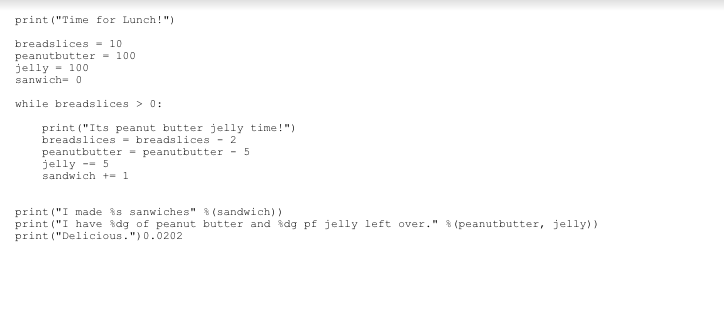 print("Time for Lunch!")
breadslices = 10
peanutbutter = 100
jelly = 100
sanwich= 0
while breadslices > 0:
print("Its peanut butter jelly time!")
breadslices = breadslices - 2
peanutbutter = peanutbutter - 5
jelly -= 5
sandwich += 1
print("I made %s sanwiches" %(sandwich))
print("I have %dg of peanut butter and %dg pf jelly left over." %(peanutbutter, jelly))
print("Delicious.")0.0202